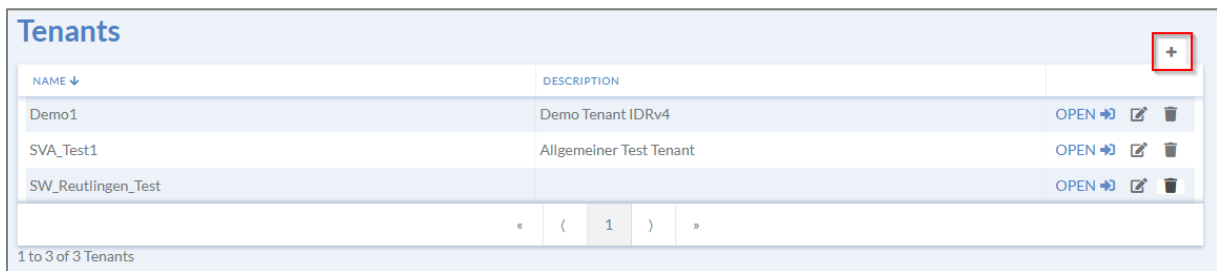 Tenants
+
NAME DESCRIPTION
Demo1 Demo Tenant IDRv4 OPEN
SVA_Test1 Allgemeiner Test Tenant OPEN
SW_Reutlingen_Test OPEN
« ⟨ 1 ⟩ »
1 to 3 of 3 Tenants